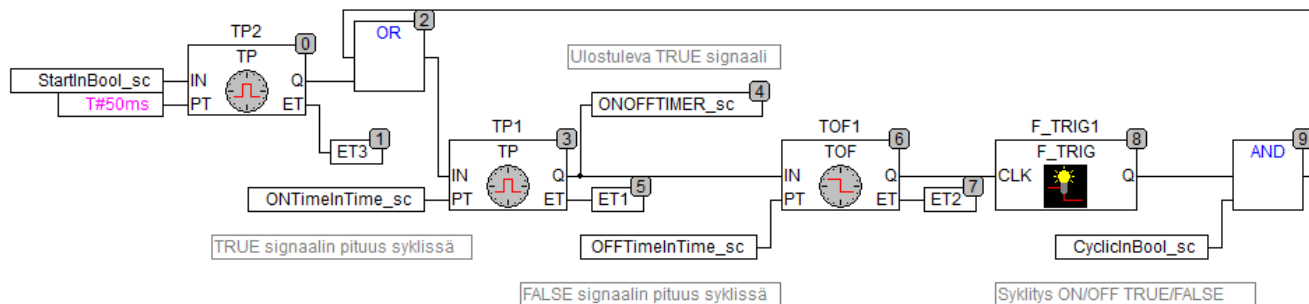 TP2
0
TP
StartInBool_sc
IN
Q
T#50ms
PT
ET
ET3
1
OR
2
Ulostuleva TRUE signaali
ONOFFTIMER_sc
4
TP1
3
TP
IN
Q
ONTimeInTime_sc
PT
ET
ET1
5
TRUE signaalin pituus syklissä
TOF1
6
TOF
IN
Q
OFFTimeInTime_sc
PT
ET
ET2
7
FALSE signaalin pituus syklissä
F_TRIG1
8
F_TRIG
CLK
Q
AND
9
CyclicInBool_sc
Syklitys ON/OFF TRUE/FALSE